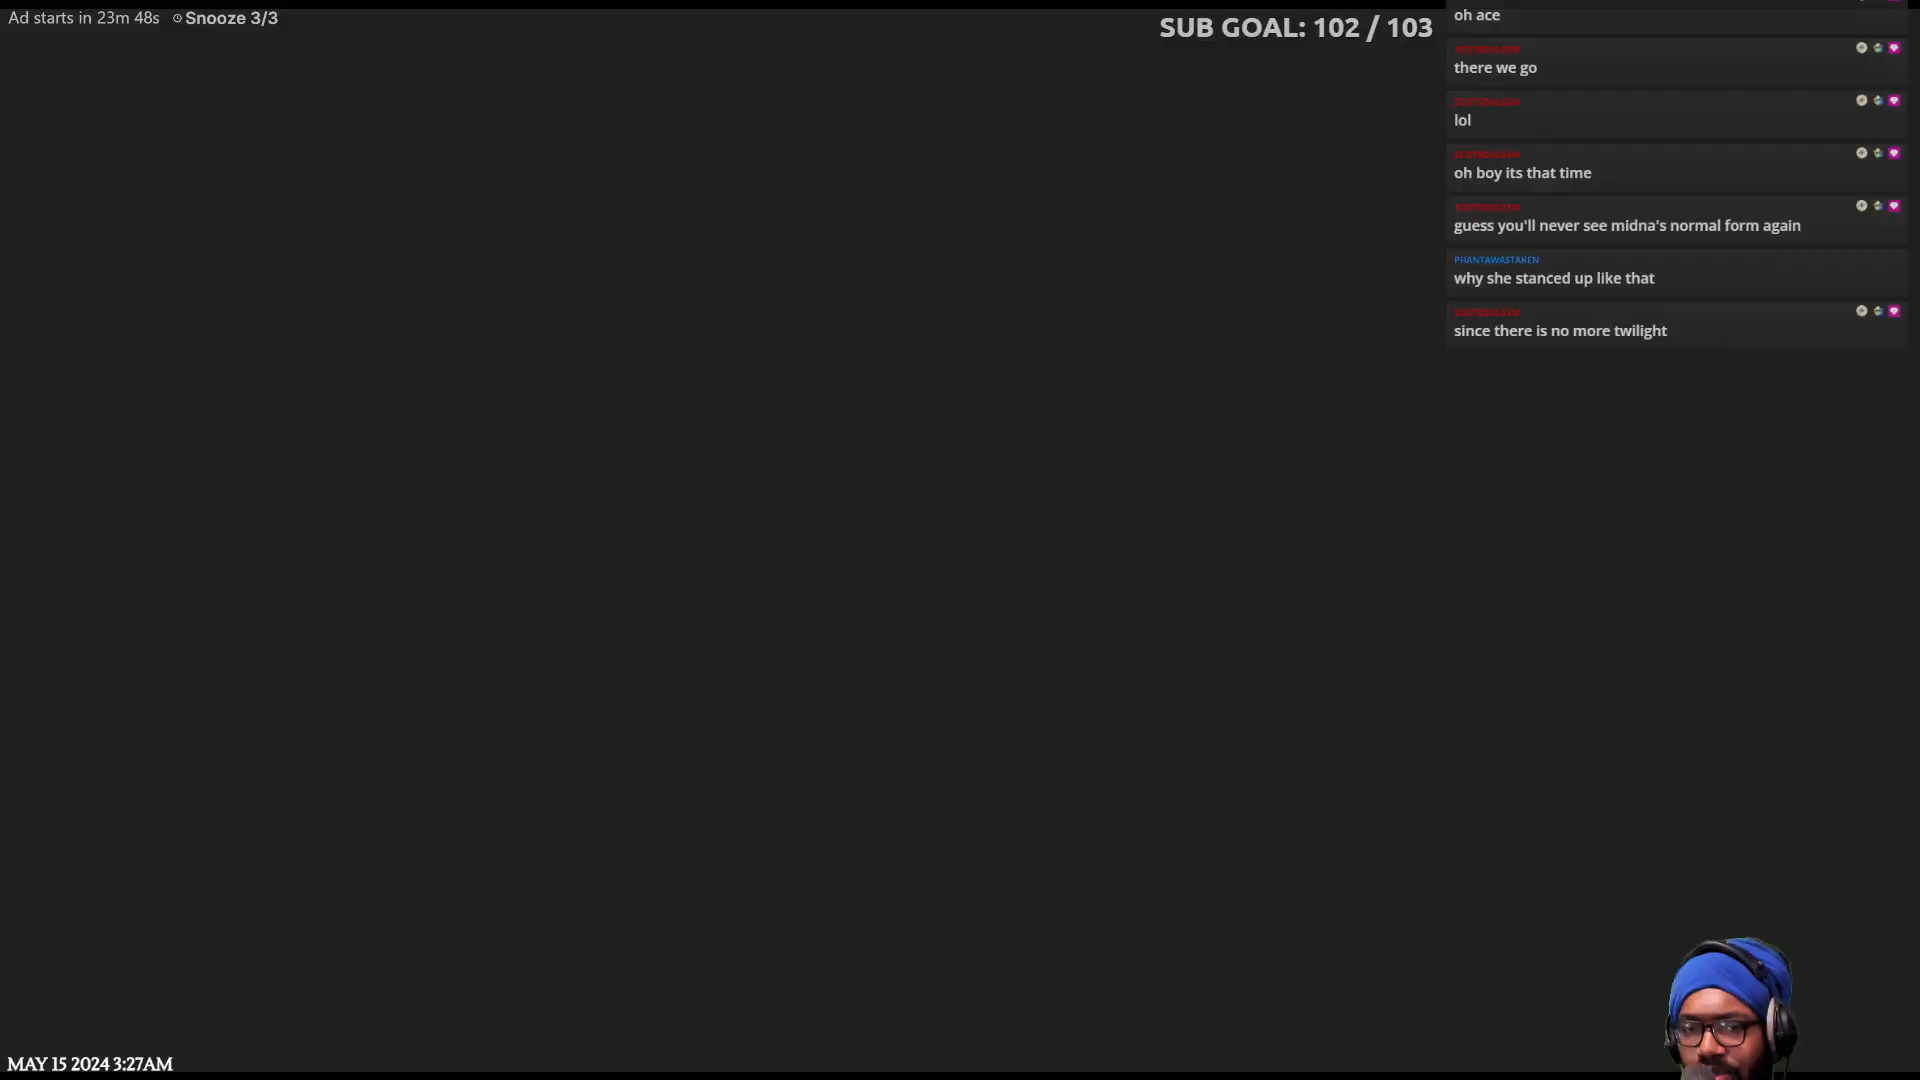 Ad starts in 23m 48s Snooze 3/3
SUB GOAL: 102 / 103
oh ace
there we go
lol
oh boy its that time
guess you'll never see midna's normal form again
PHANTAWASTAKEN
why she stanced up like that
since there is no more twilight
MAY 15 2024 3:27AM